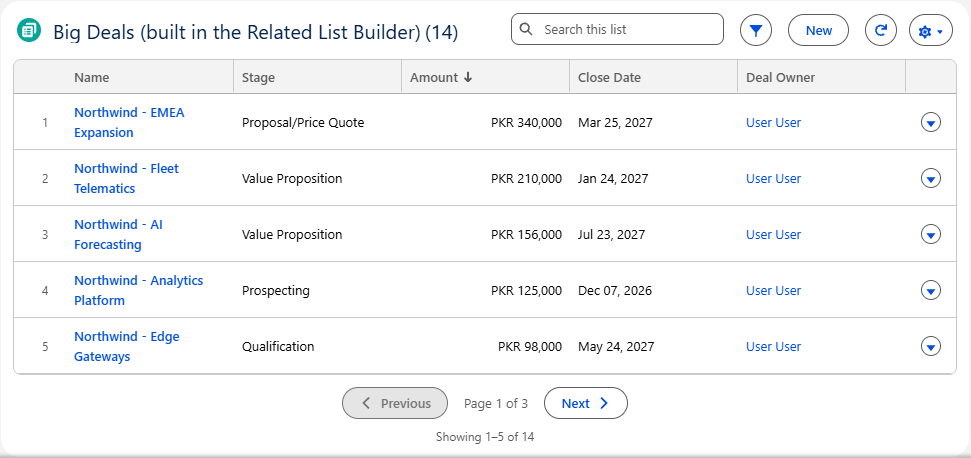 Big Deals (built in the Related List Builder) (14)
Search this list
New
Name Stage Amount Close Date Deal Owner
1 Northwind - EMEA Expansion Proposal/Price Quote PKR 340,000 Mar 25, 2027 User User
2 Northwind - Fleet Telematics Value Proposition PKR 210,000 Jan 24, 2027 User User
3 Northwind - AI Forecasting Value Proposition PKR 156,000 Jul 23, 2027 User User
4 Northwind - Analytics Platform Prospecting PKR 125,000 Dec 07, 2026 User User
5 Northwind - Edge Gateways Qualification PKR 98,000 May 24, 2027 User User
Previous Page 1 of 3 Next
Showing 1–5 of 14